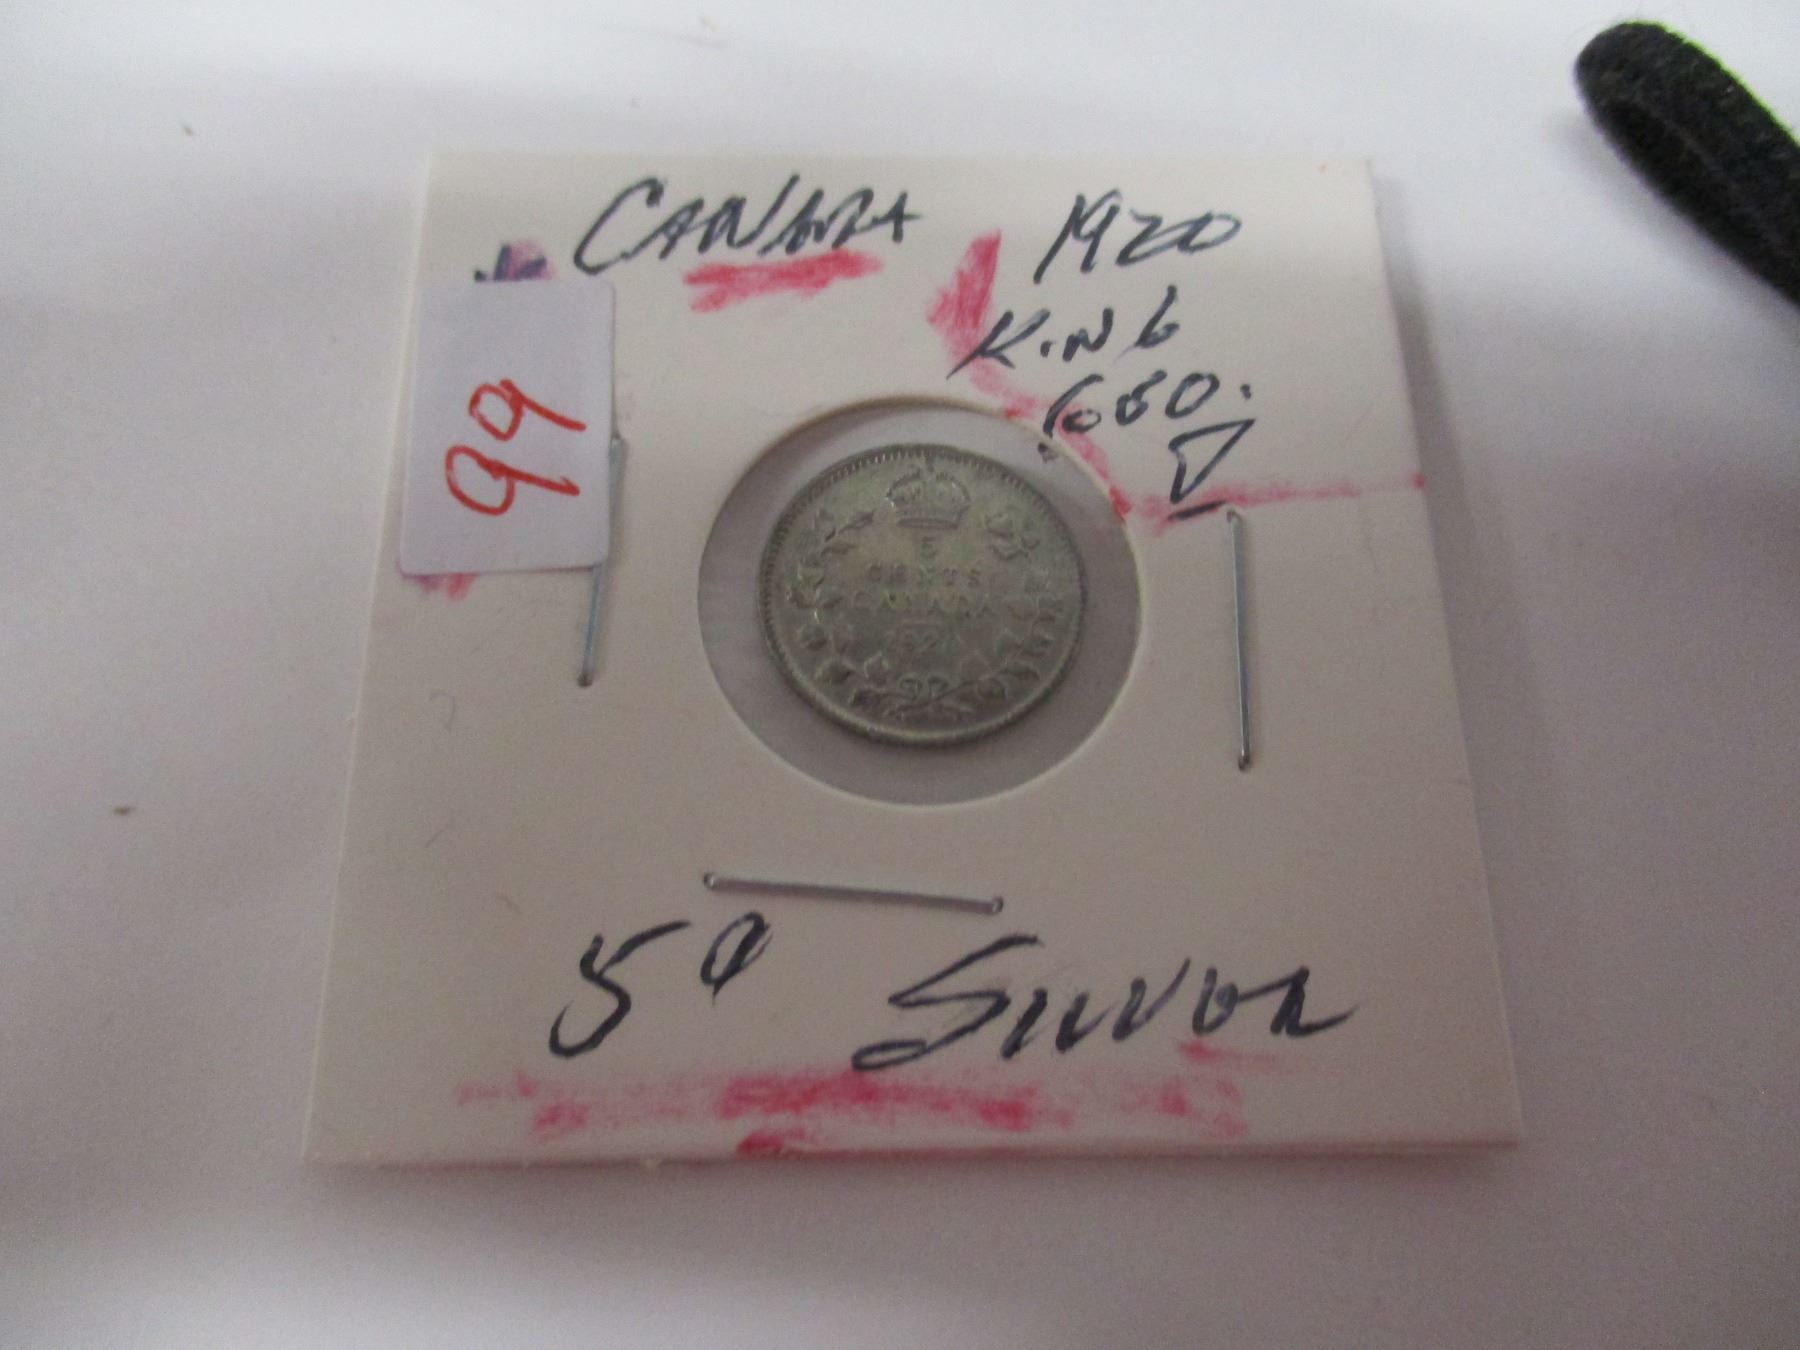 CANADA 1920
KING
GEO.
V
99
5
CENTS
CANADA
5¢ SILVER